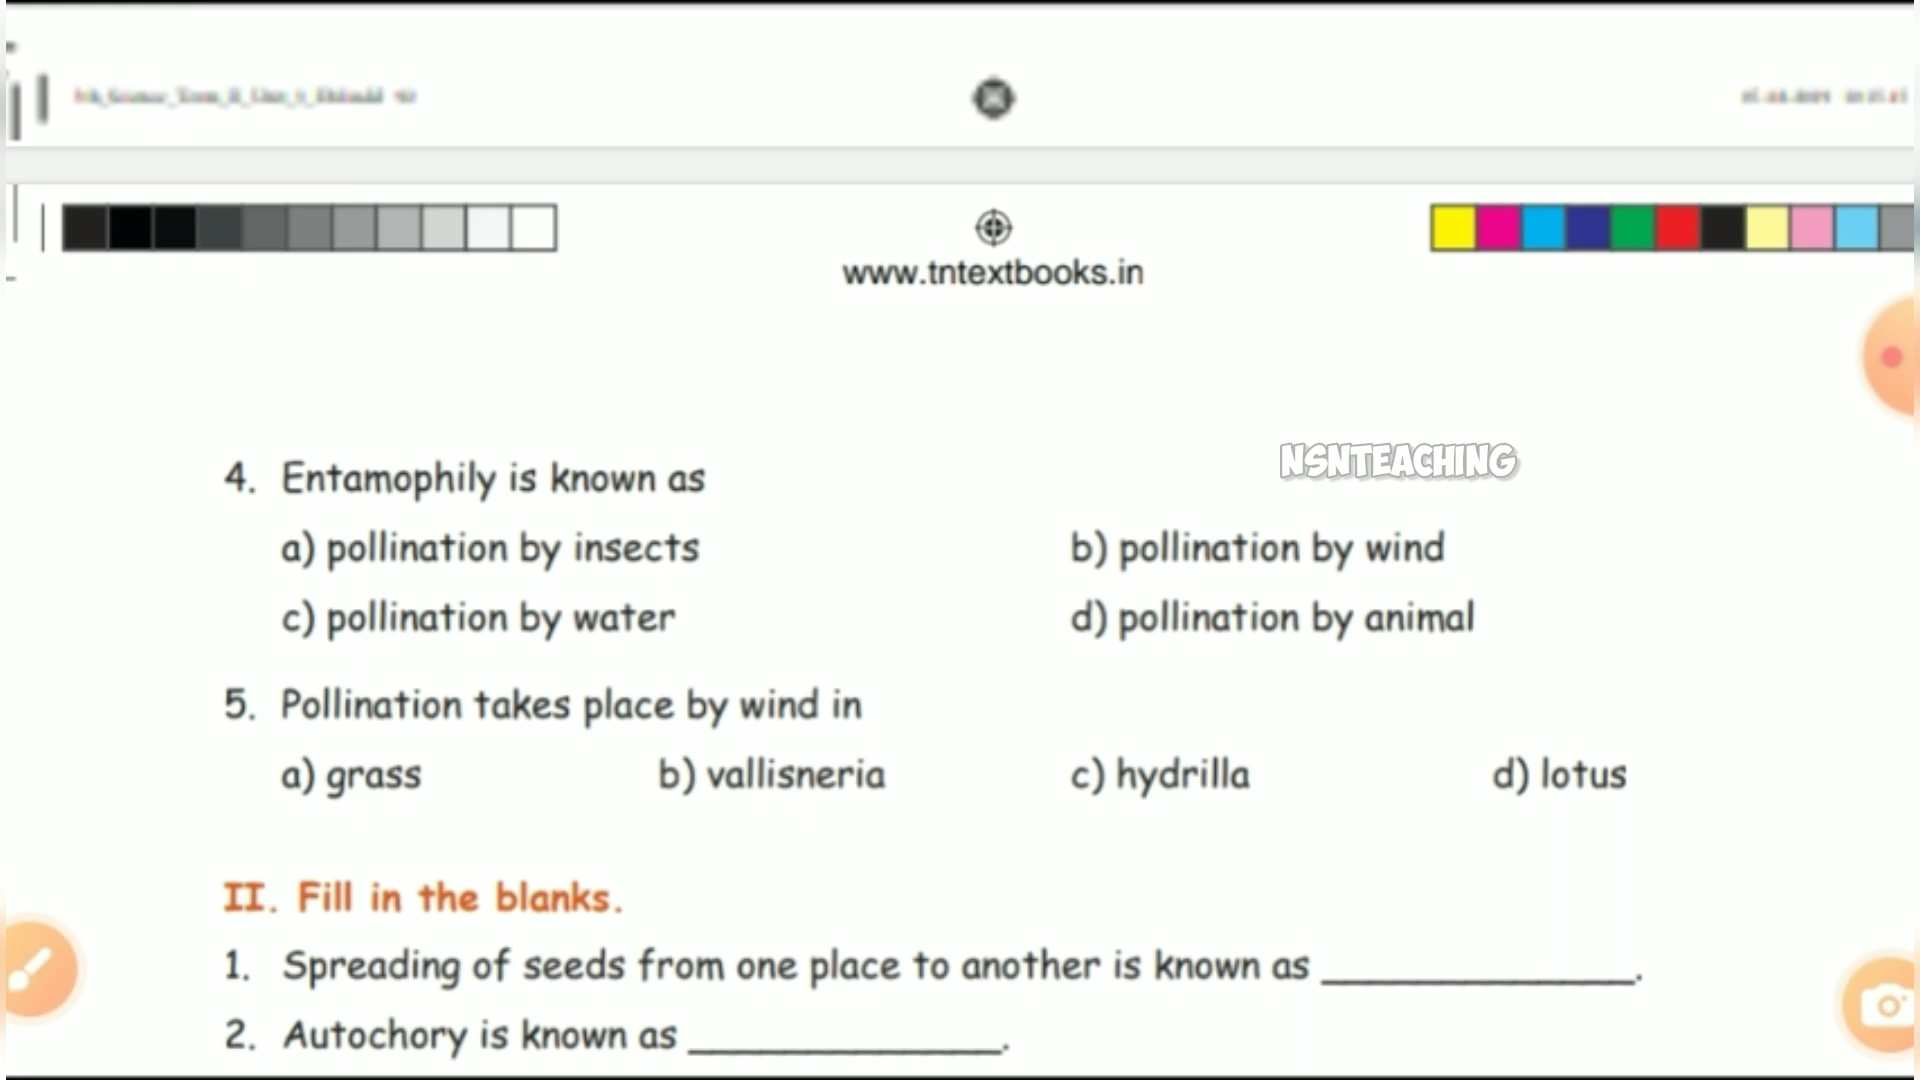 www.tntextbooks.in
NSNTEACHING
4. Entamophily is known as
a) pollination by insects b) pollination by wind
c) pollination by water d) pollination by animal
5. Pollination takes place by wind in
a) grass b) vallisneria c) hydrilla d) lotus
II. Fill in the blanks.
1. Spreading of seeds from one place to another is known as _____________.
2. Autochory is known as _____________.